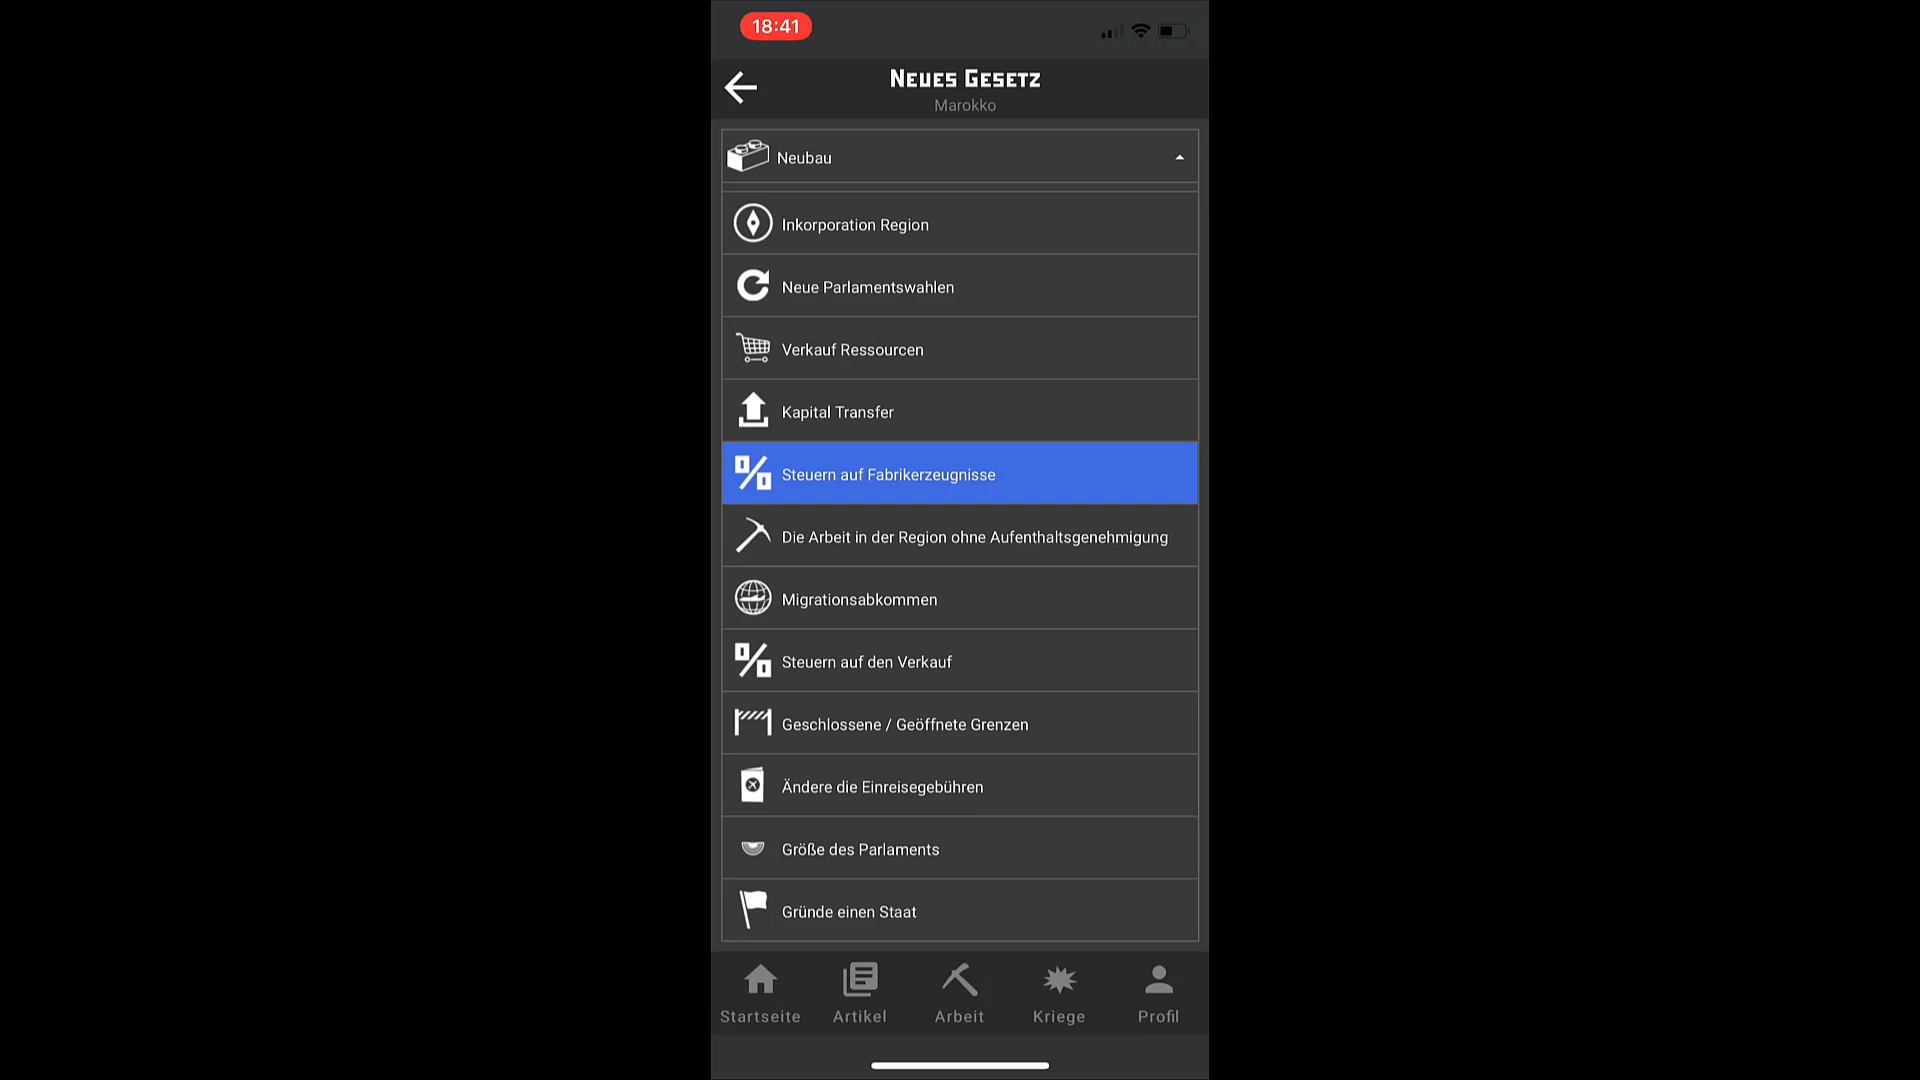 18:41
Neues Gesetz
Marokko
Neubau
Inkorporation Region
Neue Parlamentswahlen
Verkauf Ressourcen
Kapital Transfer
Steuern auf Fabrikerzeugnisse
Die Arbeit in der Region ohne Aufenthaltsgenehmigung
Migrationsabkommen
Steuern auf den Verkauf
Geschlossene / Geöffnete Grenzen
Ändere die Einreisegebühren
Größe des Parlaments
Gründe einen Staat
Startseite Artikel Arbeit Kriege Profil